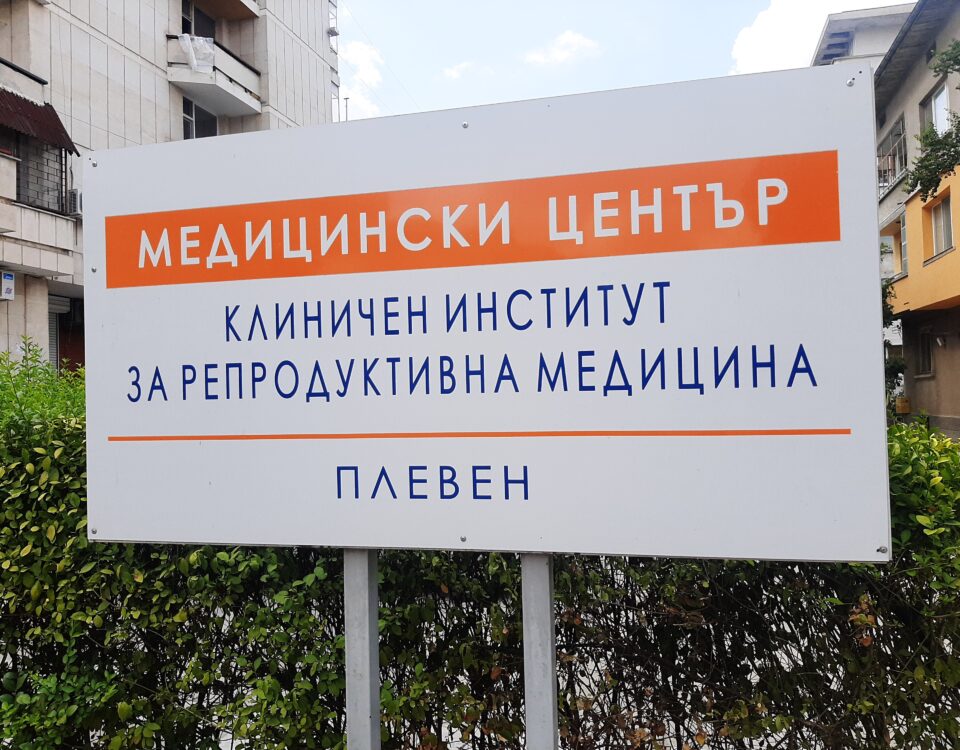 МЕДИЦИНСКИ ЦЕНТЪР
КЛИНИЧЕН ИНСТИТУТ
ЗА РЕПРОДУКТИВНА МЕДИЦИНА
ПЛЕВЕН